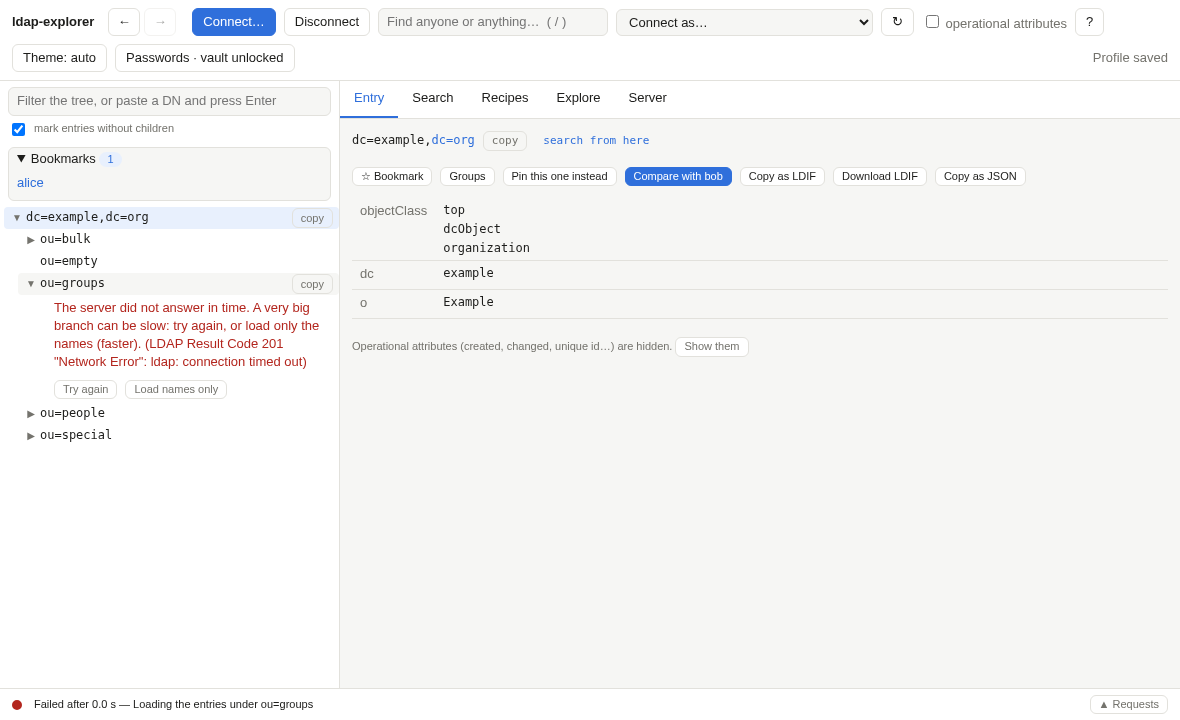 ldap-explorer ← → Connect… Disconnect Find anyone or anything… ( / ) Connect as… ↻ operational attributes ?
Theme: auto Passwords · vault unlocked Profile saved
Filter the tree, or paste a DN and press Enter
mark entries without children
▼ Bookmarks 1
alice
▼ dc=example,dc=org copy
▶ ou=bulk
ou=empty
▼ ou=groups copy
The server did not answer in time. A very big
branch can be slow: try again, or load only the
names (faster). (LDAP Result Code 201
"Network Error": ldap: connection timed out)
Try again Load names only
▶ ou=people
▶ ou=special
Entry Search Recipes Explore Server
dc=example,dc=org copy search from here
☆ Bookmark Groups Pin this one instead Compare with bob Copy as LDIF Download LDIF Copy as JSON
objectClass top
dcObject
organization
dc example
o Example
Operational attributes (created, changed, unique id…) are hidden. Show them
Failed after 0.0 s — Loading the entries under ou=groups ▲ Requests